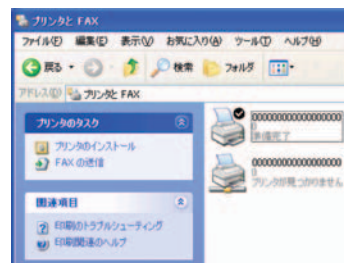 プリンタと FAX
ファイル(F) 編集(E) 表示(V) お気に入り(A) ツール(T) ヘルプ(H)
戻る 検索 フォルダ
アドレス(D) プリンタと FAX
プリンタのタスク
プリンタのインストール
FAX の送信
関連項目
印刷のトラブルシューティング
印刷関連のヘルプ
0000000000000000
0
準備完了
0000000000000000
プリンタが見つかりません